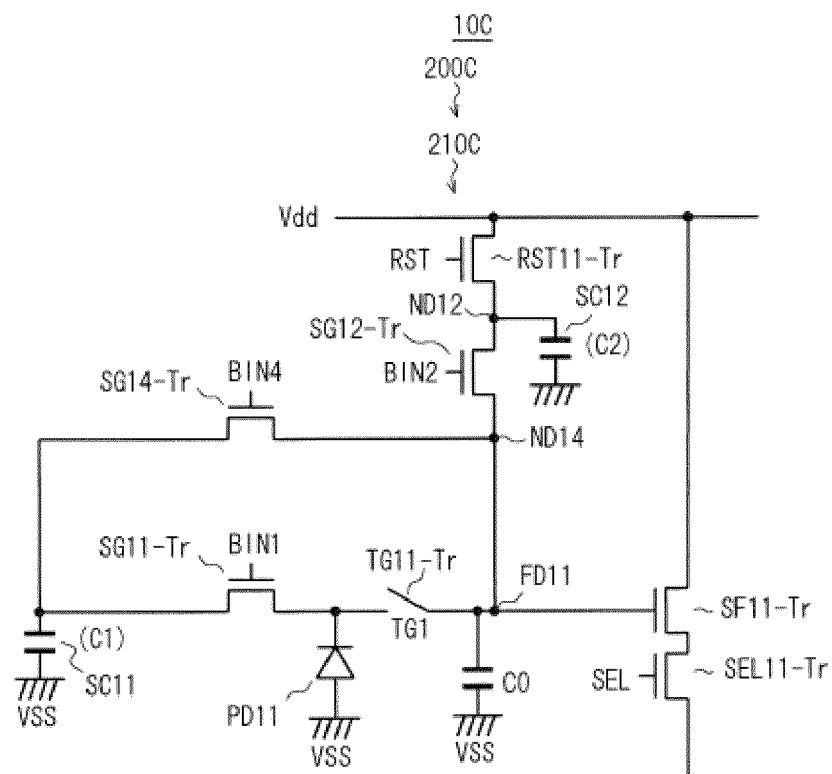 10C
200C
210C
Vdd
RST
RST11-Tr
ND12
SC12
SG12-Tr
(C2)
BIN2
SG14-Tr
BIN4
ND14
SG11-Tr
BIN1
TG11-Tr
FD11
TG1
SF11-Tr
(C1)
SC11
VSS
PD11
VSS
C0
VSS
SEL
SEL11-Tr